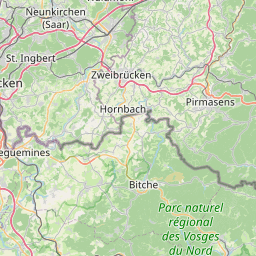 Neunkirchen
(Saar)
St. Ingbert
Zweibrücken
Hornbach
Pirmasens
Bitche
Parc naturel
régional
des Vosges
du Nord